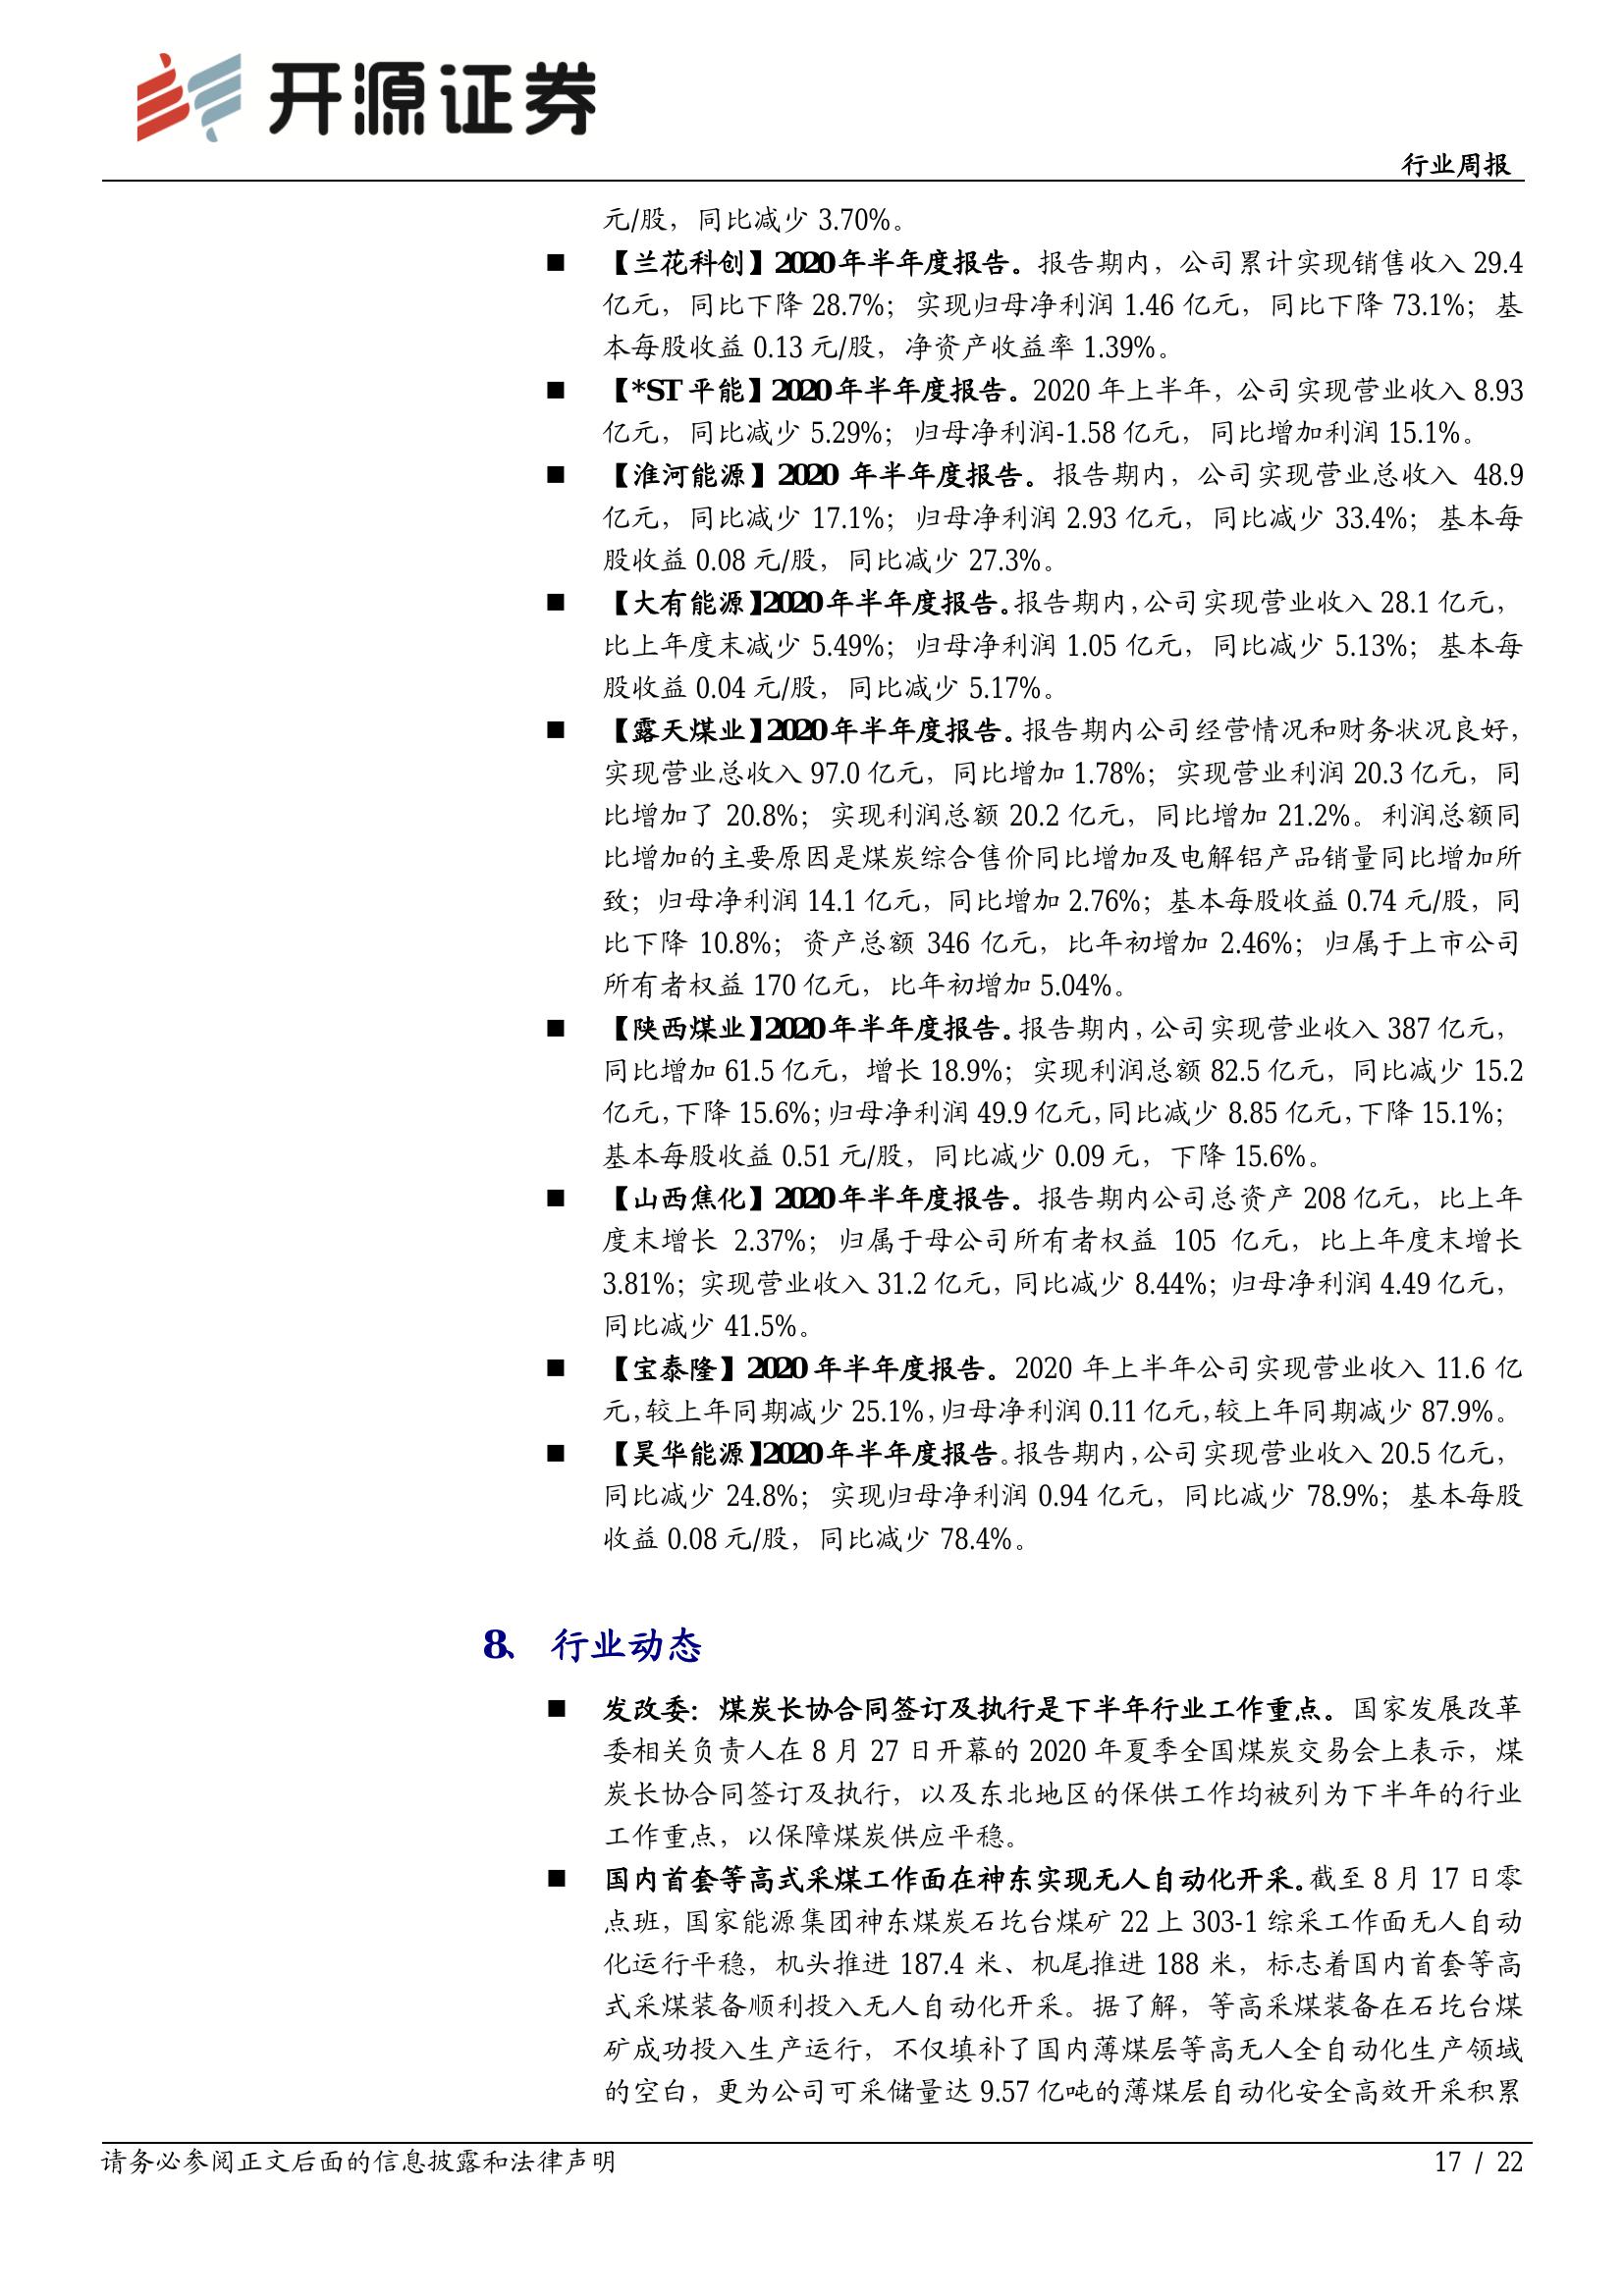 开源证券
行业周报
元/股，同比减少 3.70%。
■ 【兰花科创】2020 年半年度报告。报告期内，公司累计实现销售收入 29.4
亿元，同比下降 28.7%；实现归母净利润 1.46 亿元，同比下降 73.1%；基
本每股收益 0.13 元/股，净资产收益率 1.39%。
■ 【*ST 平能】2020 年半年度报告。2020 年上半年，公司实现营业收入 8.93
亿元，同比减少 5.29%；归母净利润-1.58 亿元，同比增加利润 15.1%。
■ 【淮河能源】2020 年半年度报告。报告期内，公司实现营业总收入 48.9
亿元，同比减少 17.1%；归母净利润 2.93 亿元，同比减少 33.4%；基本每
股收益 0.08 元/股，同比减少 27.3%。
■ 【大有能源】2020 年半年度报告。报告期内，公司实现营业收入 28.1 亿元，
比上年度末减少 5.49%；归母净利润 1.05 亿元，同比减少 5.13%；基本每
股收益 0.04 元/股，同比减少 5.17%。
■ 【露天煤业】2020 年半年度报告。报告期内公司经营情况和财务状况良好，
实现营业总收入 97.0 亿元，同比增加 1.78%；实现营业利润 20.3 亿元，同
比增加了 20.8%；实现利润总额 20.2 亿元，同比增加 21.2%。利润总额同
比增加的主要原因是煤炭综合售价同比增加及电解铝产品销量同比增加所
致；归母净利润 14.1 亿元，同比增加 2.76%；基本每股收益 0.74 元/股，同
比下降 10.8%；资产总额 346 亿元，比年初增加 2.46%；归属于上市公司
所有者权益 170 亿元，比年初增加 5.04%。
■ 【陕西煤业】2020 年半年度报告。报告期内，公司实现营业收入 387 亿元，
同比增加 61.5 亿元，增长 18.9%；实现利润总额 82.5 亿元，同比减少 15.2
亿元，下降 15.6%；归母净利润 49.9 亿元，同比减少 8.85 亿元，下降 15.1%；
基本每股收益 0.51 元/股，同比减少 0.09 元，下降 15.6%。
■ 【山西焦化】2020 年半年度报告。报告期内公司总资产 208 亿元，比上年
度末增长 2.37%；归属于母公司所有者权益 105 亿元，比上年度末增长
3.81%；实现营业收入 31.2 亿元，同比减少 8.44%；归母净利润 4.49 亿元，
同比减少 41.5%。
■ 【宝泰隆】2020 年半年度报告。2020 年上半年公司实现营业收入 11.6 亿
元，较上年同期减少 25.1%，归母净利润 0.11 亿元，较上年同期减少 87.9%。
■ 【昊华能源】2020 年半年度报告。报告期内，公司实现营业收入 20.5 亿元，
同比减少 24.8%；实现归母净利润 0.94 亿元，同比减少 78.9%；基本每股
收益 0.08 元/股，同比减少 78.4%。
8、 行业动态
■ 发改委：煤炭长协合同签订及执行是下半年行业工作重点。国家发展改革
委相关负责人在 8 月 27 日开幕的 2020 年夏季全国煤炭交易会上表示，煤
炭长协合同签订及执行，以及东北地区的保供工作均被列为下半年的行业
工作重点，以保障煤炭供应平稳。
■ 国内首套等高式采煤工作面在神东实现无人自动化开采。截至 8 月 17 日零
点班，国家能源集团神东煤炭石圪台煤矿 22 上 303-1 综采工作面无人自动
化运行平稳，机头推进 187.4 米、机尾推进 188 米，标志着国内首套等高
式采煤装备顺利投入无人自动化开采。据了解，等高采煤装备在石圪台煤
矿成功投入生产运行，不仅填补了国内薄煤层等高无人全自动化生产领域
的空白，更为公司可采储量达 9.57 亿吨的薄煤层自动化安全高效开采积累
请务必参阅正文后面的信息披露和法律声明
17 / 22